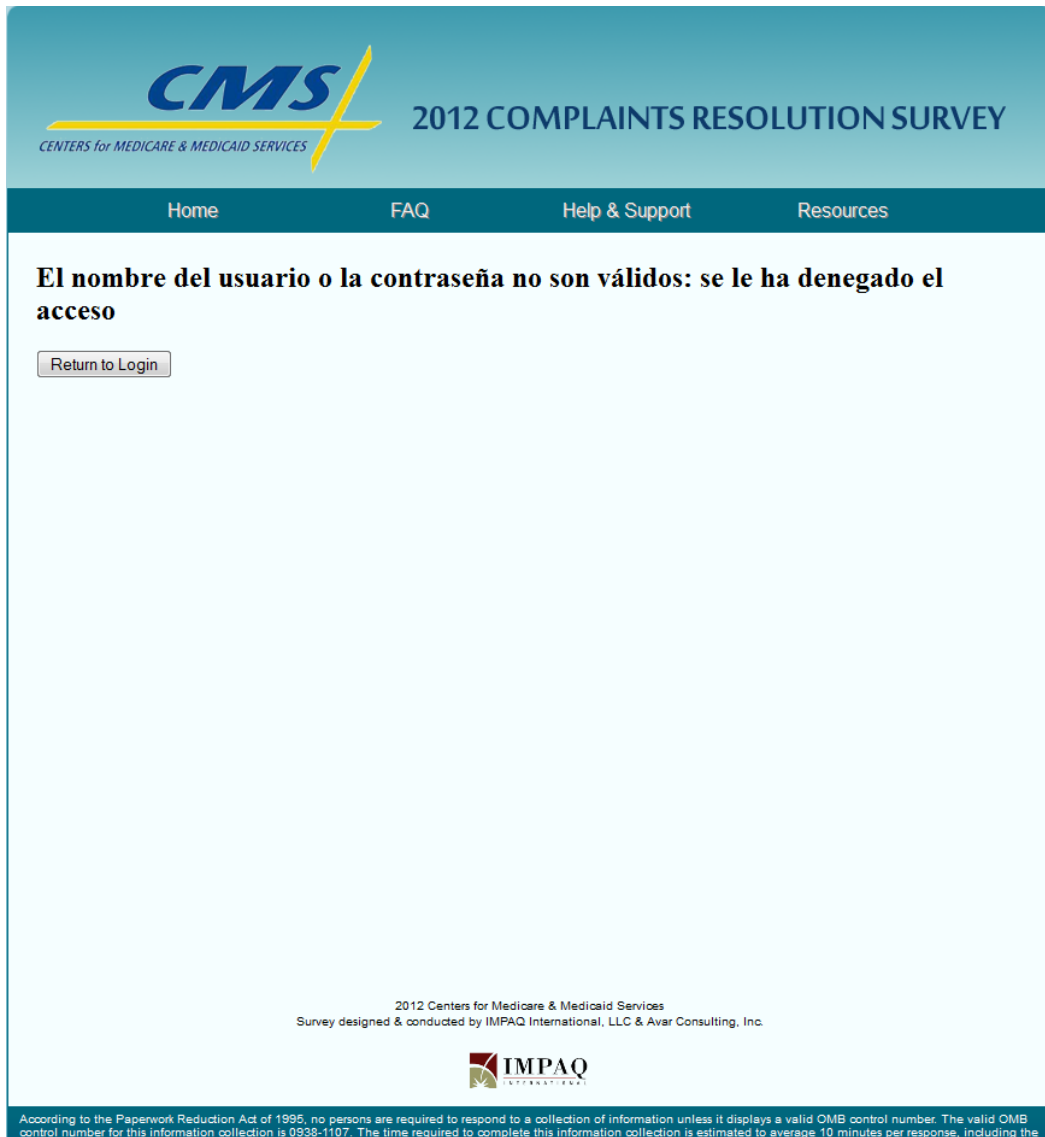 CMS
CENTERS for MEDICARE & MEDICAID SERVICES
2012 COMPLAINTS RESOLUTION SURVEY
Home FAQ Help & Support Resources
El nombre del usuario o la contraseña no son válidos: se le ha denegado el
acceso
Return to Login
2012 Centers for Medicare & Medicaid Services
Survey designed & conducted by IMPAQ International, LLC & Avar Consulting, Inc.
IMPAQ
INTERNATIONAL
According to the Paperwork Reduction Act of 1995, no persons are required to respond to a collection of information unless it displays a valid OMB control number. The valid OMB
control number for this information collection is 0938-1107. The time required to complete this information collection is estimated to average 10 minutes per response, including the